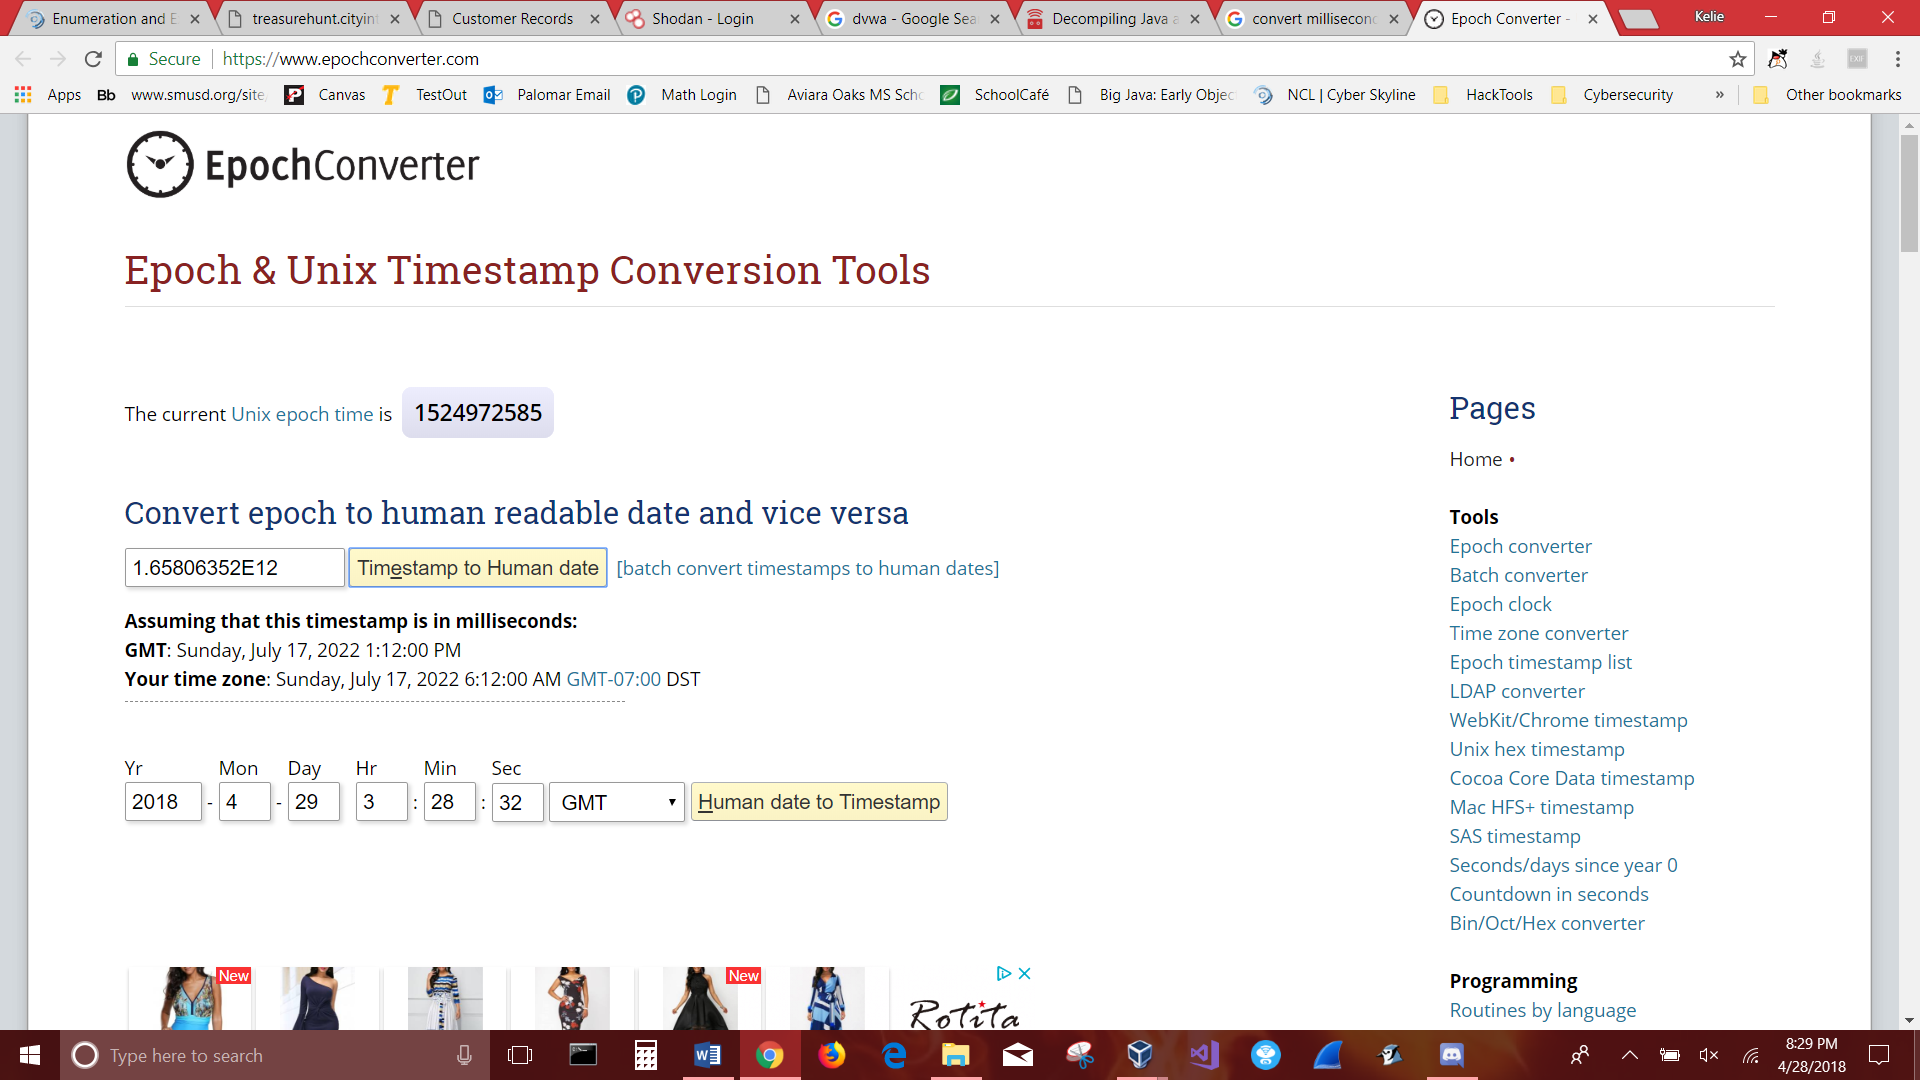 Enumeration and E
treasurehunt.cityin
Customer Records
Shodan - Login
dvwa - Google Sea
Decompiling Java a
convert millisecon
Epoch Converter -
Kelie
Secure https://www.epochconverter.com
Apps
Bb www.smusd.org/site
Canvas
TestOut
Palomar Email
Math Login
Aviara Oaks MS Sch
SchoolCafé
Big Java: Early Objec
NCL | Cyber Skyline
HackTools
Cybersecurity
»
Other bookmarks
EpochConverter
Epoch & Unix Timestamp Conversion Tools
The current Unix epoch time is 1524972585
Convert epoch to human readable date and vice versa
1.65806352E12 Timestamp to Human date [batch convert timestamps to human dates]
Assuming that this timestamp is in milliseconds:
GMT: Sunday, July 17, 2022 1:12:00 PM
Your time zone: Sunday, July 17, 2022 6:12:00 AM GMT-07:00 DST
Yr Mon Day Hr Min Sec
2018 - 4 - 29 3 : 28 : 32 GMT Human date to Timestamp
Pages
Home •
Tools
Epoch converter
Batch converter
Epoch clock
Time zone converter
Epoch timestamp list
LDAP converter
WebKit/Chrome timestamp
Unix hex timestamp
Cocoa Core Data timestamp
Mac HFS+ timestamp
SAS timestamp
Seconds/days since year 0
Countdown in seconds
Bin/Oct/Hex converter
Programming
Routines by language
New
New
Rotita
Type here to search
8:29 PM
4/28/2018